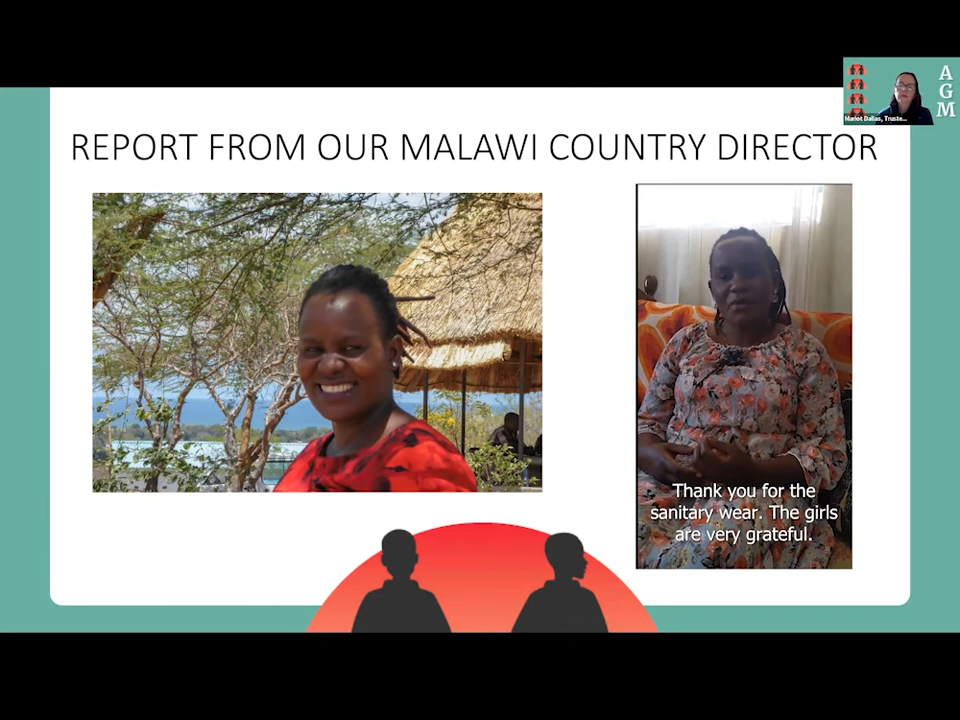 REPORT FROM OUR MALAWI COUNTRY DIRECTOR
A
G
M
Mariot Dallas, Truste...
Thank you for the
sanitary wear. The girls
are very grateful.